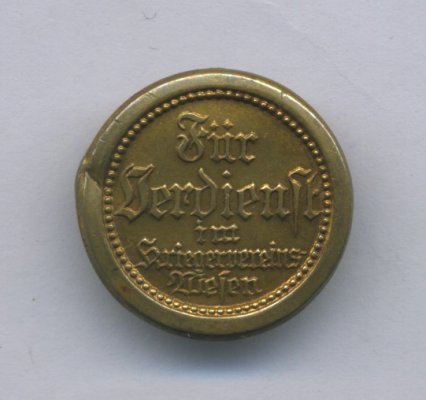 Für
Verdienst
im
Kriegervereins-
Wesen